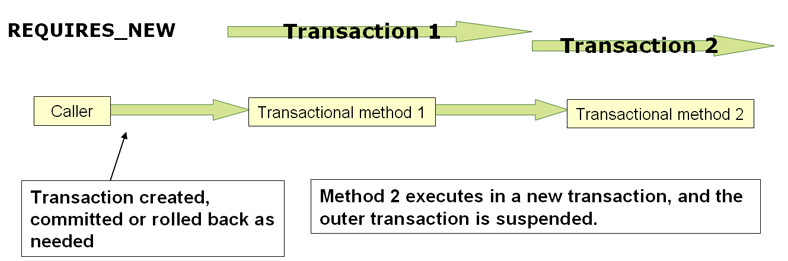 REQUIRES_NEW
Transaction 1
Transaction 2
Caller
Transactional method 1
Transactional method 2
Transaction created,
committed or rolled back as
needed
Method 2 executes in a new transaction, and the
outer transaction is suspended.